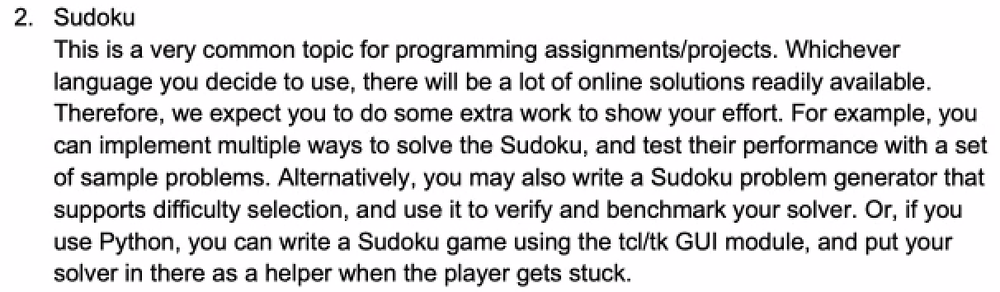 2. Sudoku
This is a very common topic for programming assignments/projects. Whichever
language you decide to use, there will be a lot of online solutions readily available.
Therefore, we expect you to do some extra work to show your effort. For example, you
can implement multiple ways to solve the Sudoku, and test their performance with a set
of sample problems. Alternatively, you may also write a Sudoku problem generator that
supports difficulty selection, and use it to verify and benchmark your solver. Or, if you
use Python, you can write a Sudoku game using the tcl/tk GUI module, and put your
solver in there as a helper when the player gets stuck.